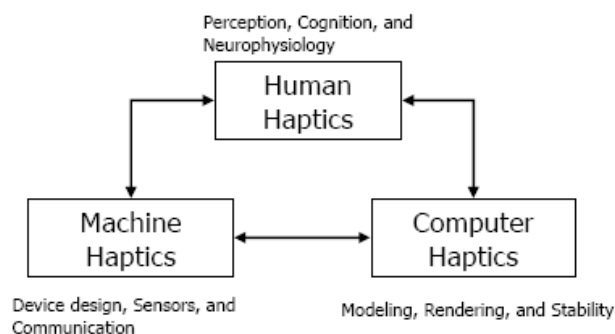 Perception, Cognition, and
Neurophysiology
Human
Haptics
Machine
Haptics
Computer
Haptics
Device design, Sensors, and
Communication
Modeling, Rendering, and Stability